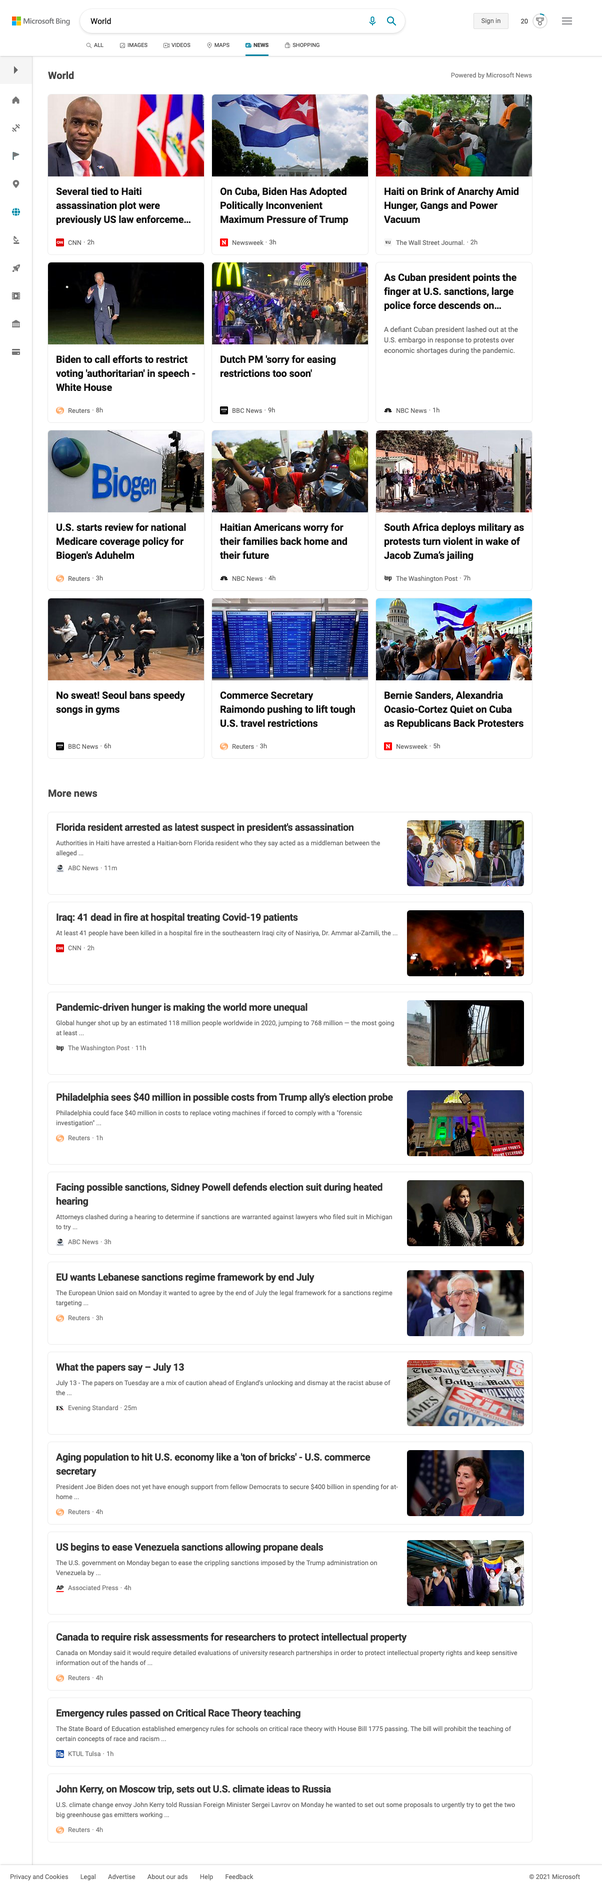 Microsoft Bing
World
Sign in
20
ALL
IMAGES
VIDEOS
MAPS
NEWS
SHOPPING
World
Powered by Microsoft News
Several tied to Haiti
assassination plot were
previously US law enforceme...
CNN · 2h
On Cuba, Biden Has Adopted
Politically Inconvenient
Maximum Pressure of Trump
Newsweek · 3h
Haiti on Brink of Anarchy Amid
Hunger, Gangs and Power
Vacuum
The Wall Street Journal. · 2h
Biden to call efforts to restrict
voting 'authoritarian' in speech -
White House
Reuters · 8h
Dutch PM 'sorry for easing
restrictions too soon'
BBC News · 9h
As Cuban president points the
finger at U.S. sanctions, large
police force descends on...
A defiant Cuban president lashed out at the
U.S. embargo in response to protests over
economic shortages during the pandemic.
NBC News · 1h
Biogen
U.S. starts review for national
Medicare coverage policy for
Biogen's Aduhelm
Reuters · 3h
Haitian Americans worry for
their families back home and
their future
NBC News · 4h
South Africa deploys military as
protests turn violent in wake of
Jacob Zuma's jailing
The Washington Post · 7h
No sweat! Seoul bans speedy
songs in gyms
BBC News · 6h
Commerce Secretary
Raimondo pushing to lift tough
U.S. travel restrictions
Reuters · 3h
Bernie Sanders, Alexandria
Ocasio-Cortez Quiet on Cuba
as Republicans Back Protesters
Newsweek · 5h
More news
Florida resident arrested as latest suspect in president's assassination
Authorities in Haiti have arrested a Haitian-born Florida resident who they say acted as a middleman between the
alleged ...
ABC News · 11m
Iraq: 41 dead in fire at hospital treating Covid-19 patients
At least 41 people have been killed in a hospital fire in the southeastern Iraqi city of Nasiriya, Dr. Ammar al-Zamili, the ...
CNN · 2h
Pandemic-driven hunger is making the world more unequal
Global hunger shot up by an estimated 118 million people worldwide in 2020, jumping to 768 million — the most going
at least ...
The Washington Post · 11h
Philadelphia sees $40 million in possible costs from Trump ally's election probe
Philadelphia could face $40 million in costs to replace voting machines if forced to comply with a "forensic
investigation" ...
Reuters · 1h
Facing possible sanctions, Sidney Powell defends election suit during heated
hearing
Attorneys clashed during a hearing to determine if sanctions are warranted against lawyers who filed suit in Michigan
to try ...
ABC News · 3h
EU wants Lebanese sanctions regime framework by end July
The European Union said on Monday it wanted to agree by the end of July the legal framework for a sanctions regime
targeting ...
Reuters · 3h
What the papers say – July 13
July 13 - The papers on Tuesday are a mix of caution ahead of England's unlocking and dismay at the racist abuse of
the ...
Evening Standard · 25m
The Daily Telegraph
Daily Mail
Sun
Aging population to hit U.S. economy like a 'ton of bricks' - U.S. commerce
secretary
President Joe Biden does not yet have enough support from fellow Democrats to secure $400 billion in spending for at-
home ...
Reuters · 4h
US begins to ease Venezuela sanctions allowing propane deals
The U.S. government on Monday began to ease the crippling sanctions imposed by the Trump administration on
Venezuela by ...
Associated Press · 4h
Canada to require risk assessments for researchers to protect intellectual property
Canada on Monday said it would require detailed evaluations of university research partnerships in order to protect intellectual property rights and keep sensitive
information out of the hands of ...
Reuters · 4h
Emergency rules passed on Critical Race Theory teaching
The State Board of Education established emergency rules for schools on critical race theory with House Bill 1775 passing. The bill will prohibit the teaching of
certain concepts of race and racism ...
KTUL Tulsa · 1h
John Kerry, on Moscow trip, sets out U.S. climate ideas to Russia
U.S. climate change envoy John Kerry told Russian Foreign Minister Sergei Lavrov on Monday he wanted to set out some proposals to urgently try to get the two
big greenhouse gas emitters working ...
Reuters · 4h
Privacy and Cookies
Legal
Advertise
About our ads
Help
Feedback
© 2021 Microsoft